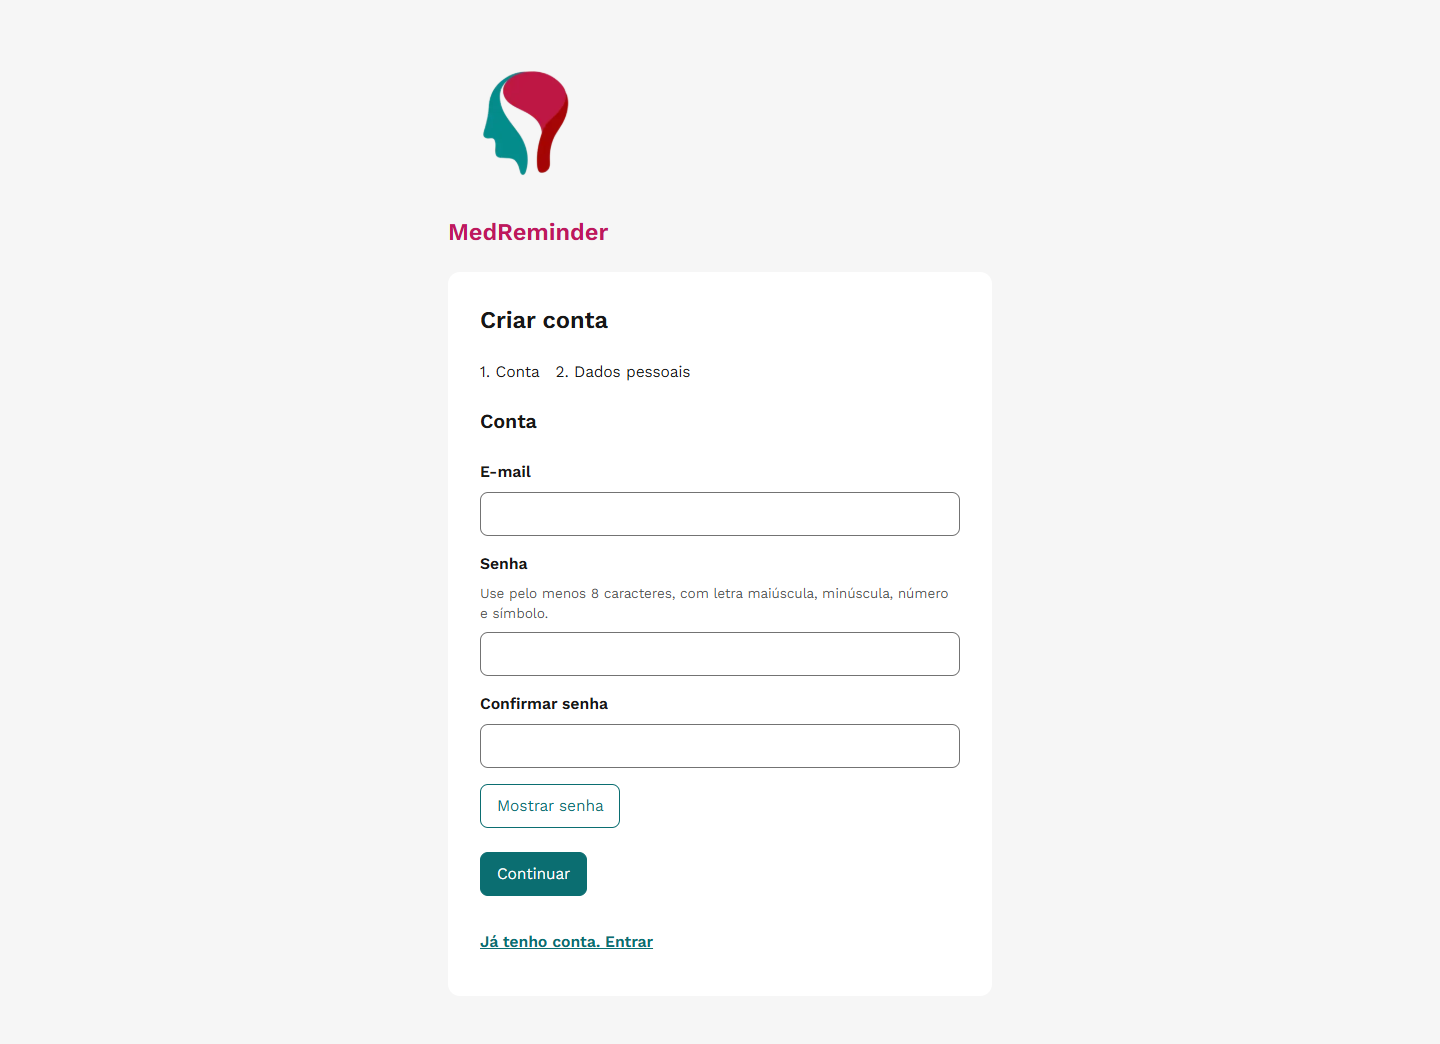 MedReminder
Criar conta
1. Conta 2. Dados pessoais
Conta
E-mail
Senha
Use pelo menos 8 caracteres, com letra maiúscula, minúscula, número
e símbolo.
Confirmar senha
Mostrar senha
Continuar
Já tenho conta. Entrar